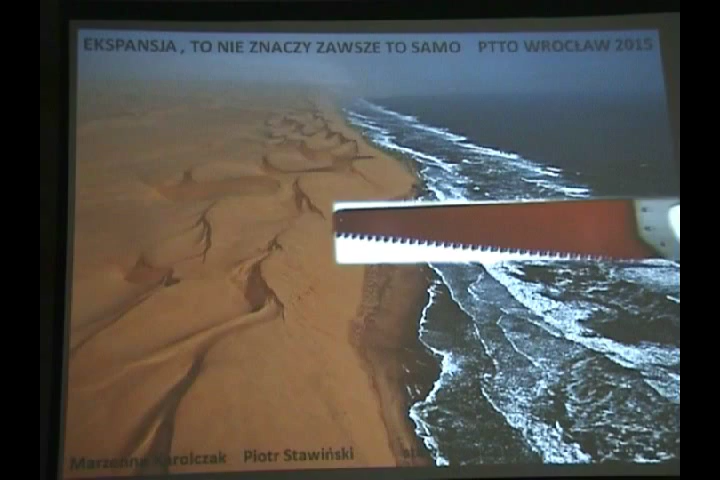 EKSPANSJA , TO NIE ZNACZY ZAWSZE TO SAMO PTTO WROCŁAW 2015
Marzenna Karolczak Piotr Stawiński